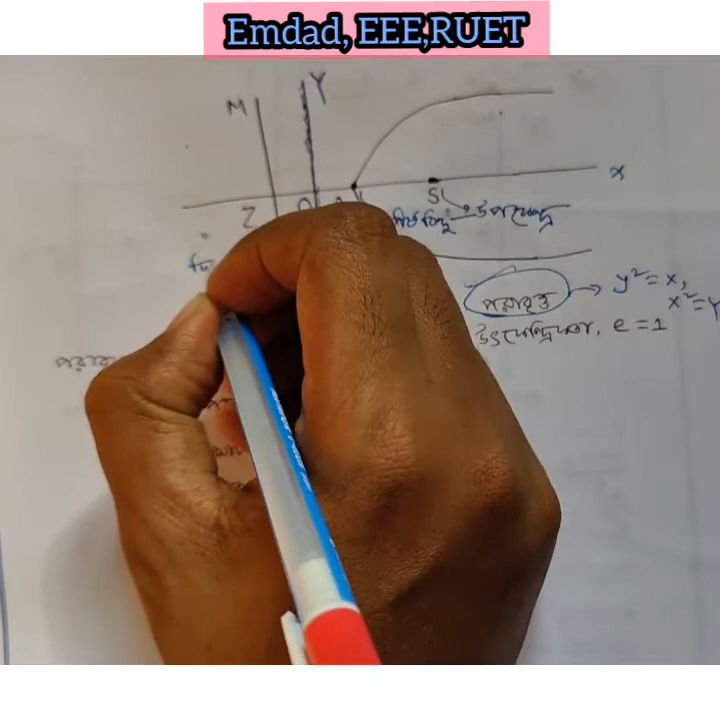 Emdad, EEE,RUET
M Y
x
S
Z
শীর্ষবিন্দু উপকেন্দ্র
পরাবৃত্ত → y² = x,
x² = y
উৎকেন্দ্রিকতা, e = 1